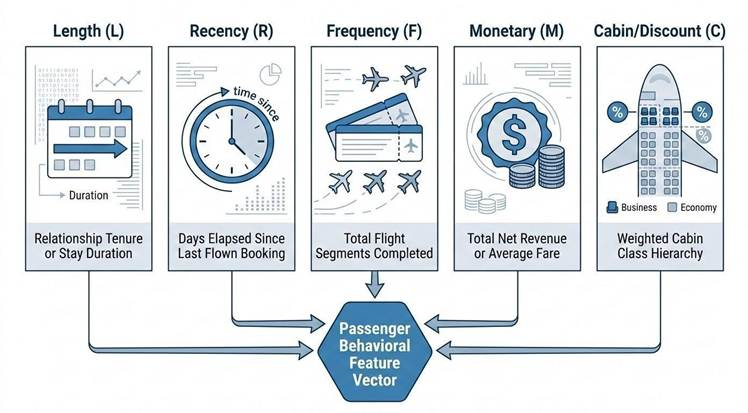 Length (L)
Recency (R)
Frequency (F)
Monetary (M)
Cabin/Discount (C)
Duration
time since
$
%
%
%
Business
Economy
Relationship Tenure
or Stay Duration
Days Elapsed Since
Last Flown Booking
Total Flight
Segments Completed
Total Net Revenue
or Average Fare
Weighted Cabin
Class Hierarchy
Passenger
Behavioral
Feature
Vector